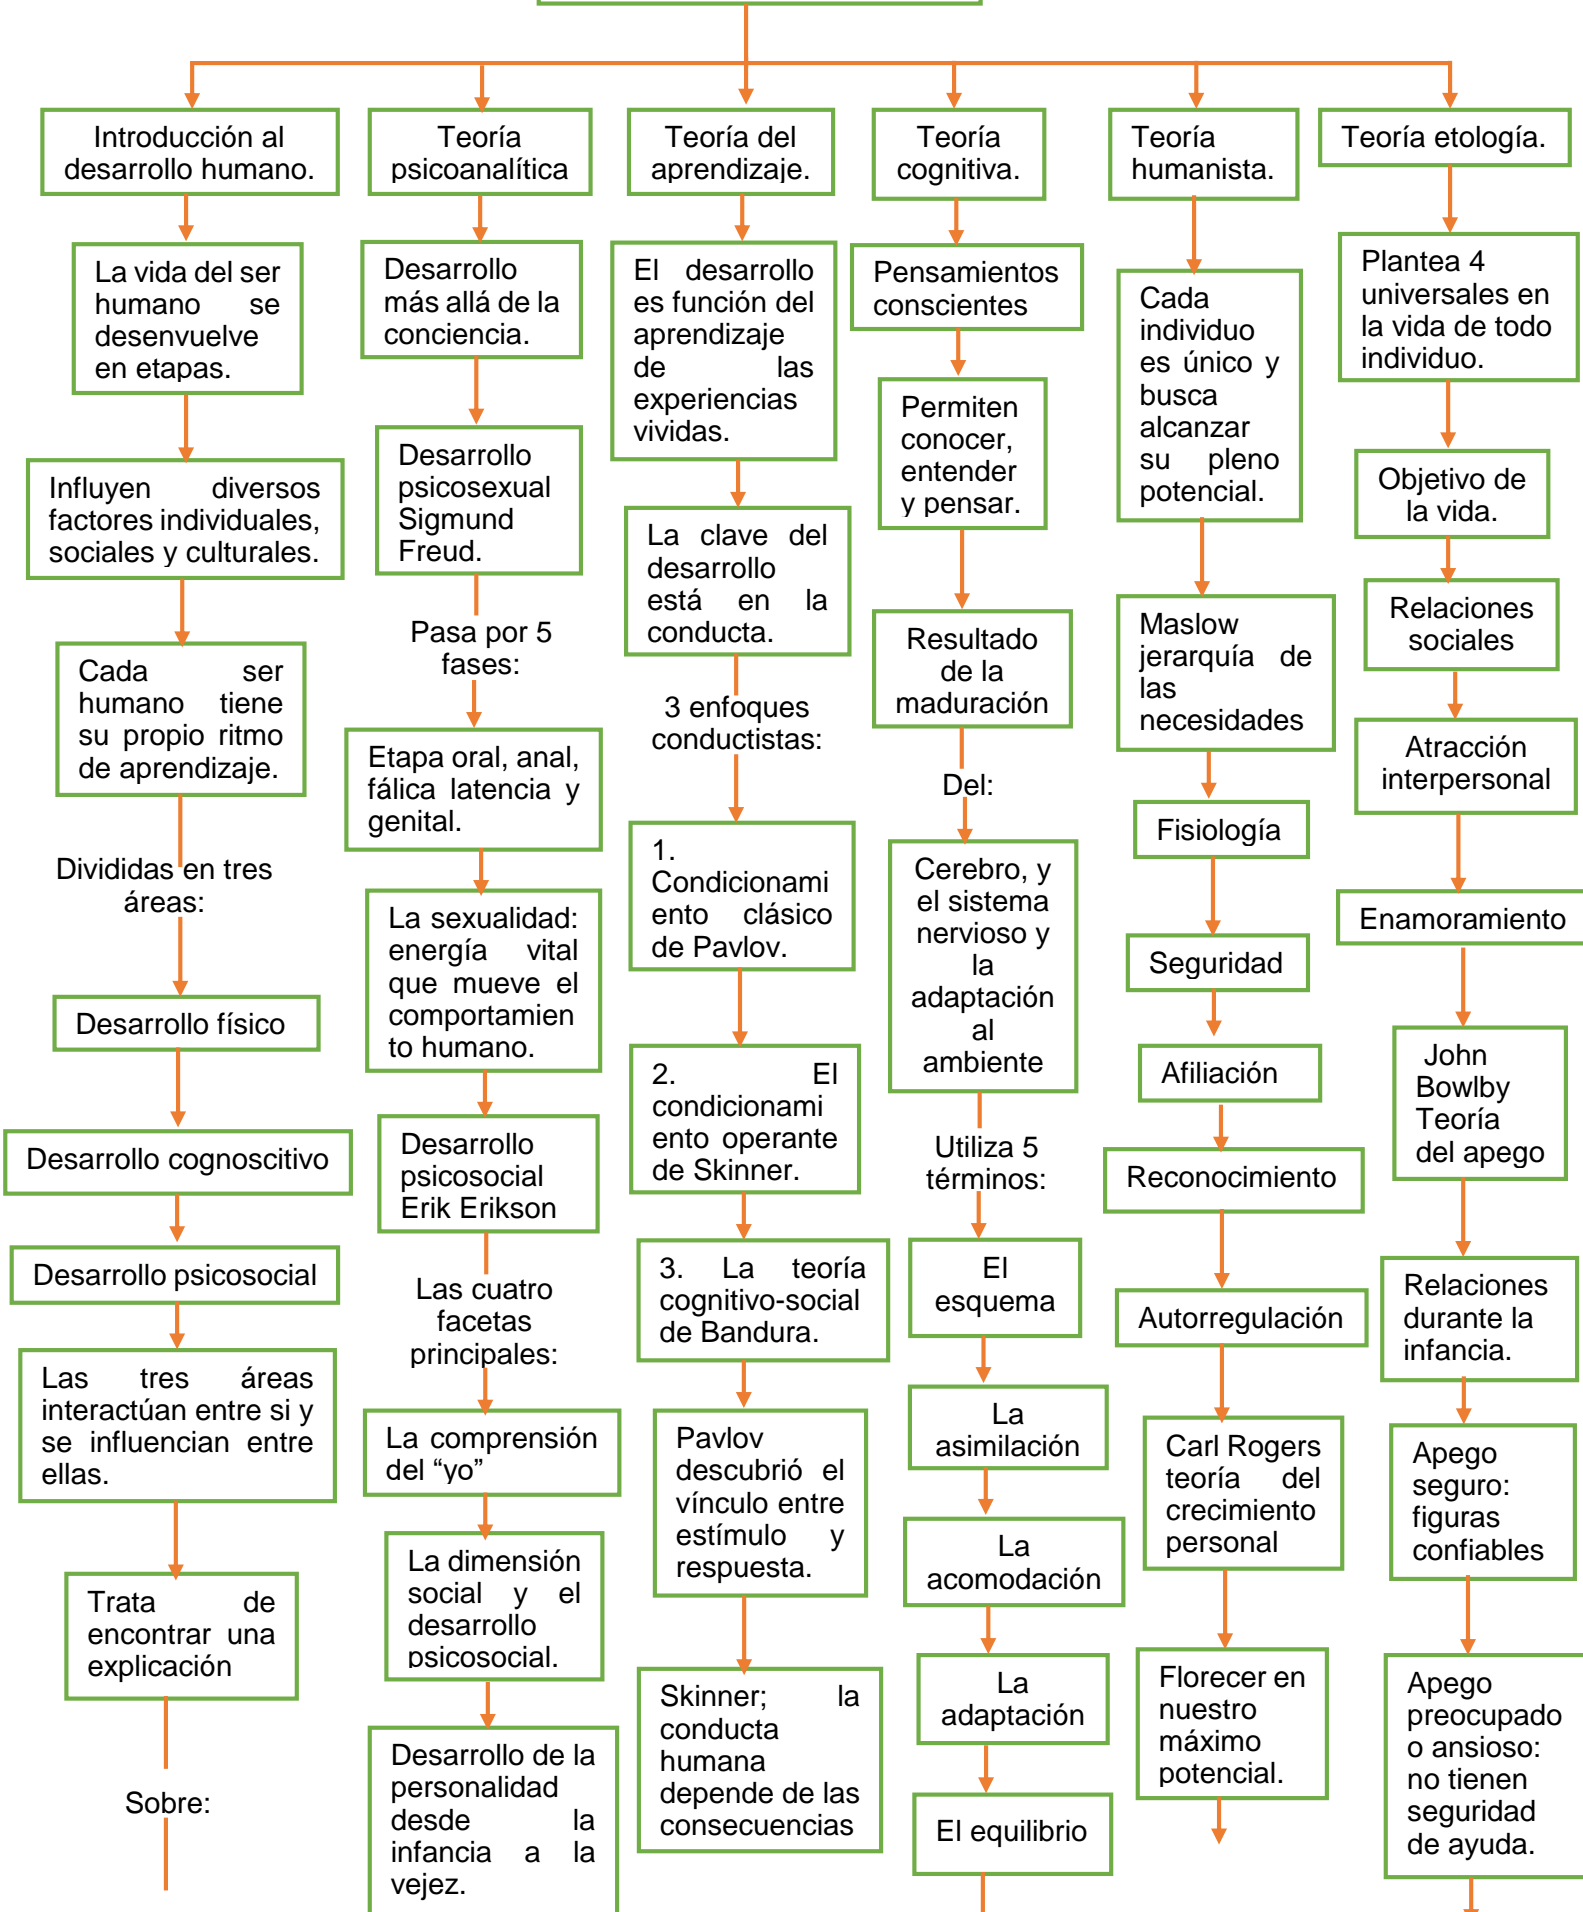 Introducción al
desarrollo humano.
La vida del ser
humano se
desenvuelve
en etapas.
Influyen diversos
factores individuales,
sociales y culturales.
Cada ser
humano tiene
su propio ritmo
de aprendizaje.
Divididas en tres
áreas:
Desarrollo físico
Desarrollo cognoscitivo
Desarrollo psicosocial
Las tres áreas
interactúan entre si y
se influencian entre
ellas.
Trata de
encontrar una
explicación
Sobre:
Teoría
psicoanalítica
Desarrollo
más allá de la
conciencia.
Desarrollo
psicosexual
Sigmund
Freud.
Pasa por 5
fases:
Etapa oral, anal,
fálica latencia y
genital.
La sexualidad:
energía vital
que mueve el
comportamien
to humano.
Desarrollo
psicosocial
Erik Erikson
Las cuatro
facetas
principales:
La comprensión
del “yo”
La dimensión
social y el
desarrollo
psicosocial.
Desarrollo de la
personalidad
desde la
infancia a la
vejez.
Teoría del
aprendizaje.
El desarrollo
es función del
aprendizaje
de las
experiencias
vividas.
La clave del
desarrollo
está en la
conducta.
3 enfoques
conductistas:
1.
Condicionami
ento clásico
de Pavlov.
2. El
condicionami
ento operante
de Skinner.
3. La teoría
cognitivo-social
de Bandura.
Pavlov
descubrió el
vínculo entre
estímulo y
respuesta.
Skinner; la
conducta
humana
depende de las
consecuencias
Teoría
cognitiva.
Pensamientos
conscientes
Permiten
conocer,
entender
y pensar.
Resultado
de la
maduración
Del:
Cerebro, y
el sistema
nervioso y
la
adaptación
al
ambiente
Utiliza 5
términos:
El
esquema
La
asimilación
La
acomodación
La
adaptación
El equilibrio
Teoría
humanista.
Cada
individuo
es único y
busca
alcanzar
su pleno
potencial.
Maslow
jerarquía de
las
necesidades
Fisiología
Seguridad
Afiliación
Reconocimiento
Autorregulación
Carl Rogers
teoría del
crecimiento
personal
Florecer en
nuestro
máximo
potencial.
Teoría etología.
Plantea 4
universales en
la vida de todo
individuo.
Objetivo de
la vida.
Relaciones
sociales
Atracción
interpersonal
Enamoramiento
John
Bowlby
Teoría
del apego
Relaciones
durante la
infancia.
Apego
seguro:
figuras
confiables
Apego
preocupado
o ansioso:
no tienen
seguridad
de ayuda.